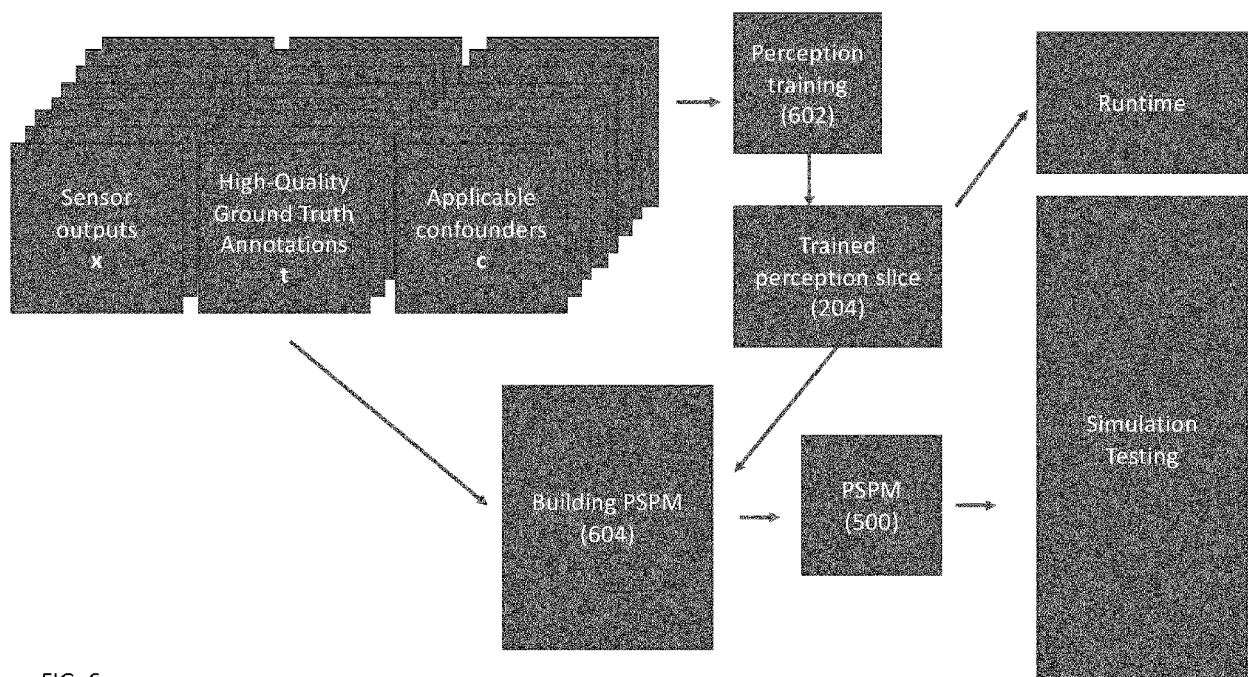 Sensor
outputs
x
High-Quality
Ground Truth
Annotations
t
Applicable
confounders
c
Perception
training
(602)
Runtime
Trained
perception slice
(204)
Building PSPM
(604)
PSPM
(500)
Simulation
Testing